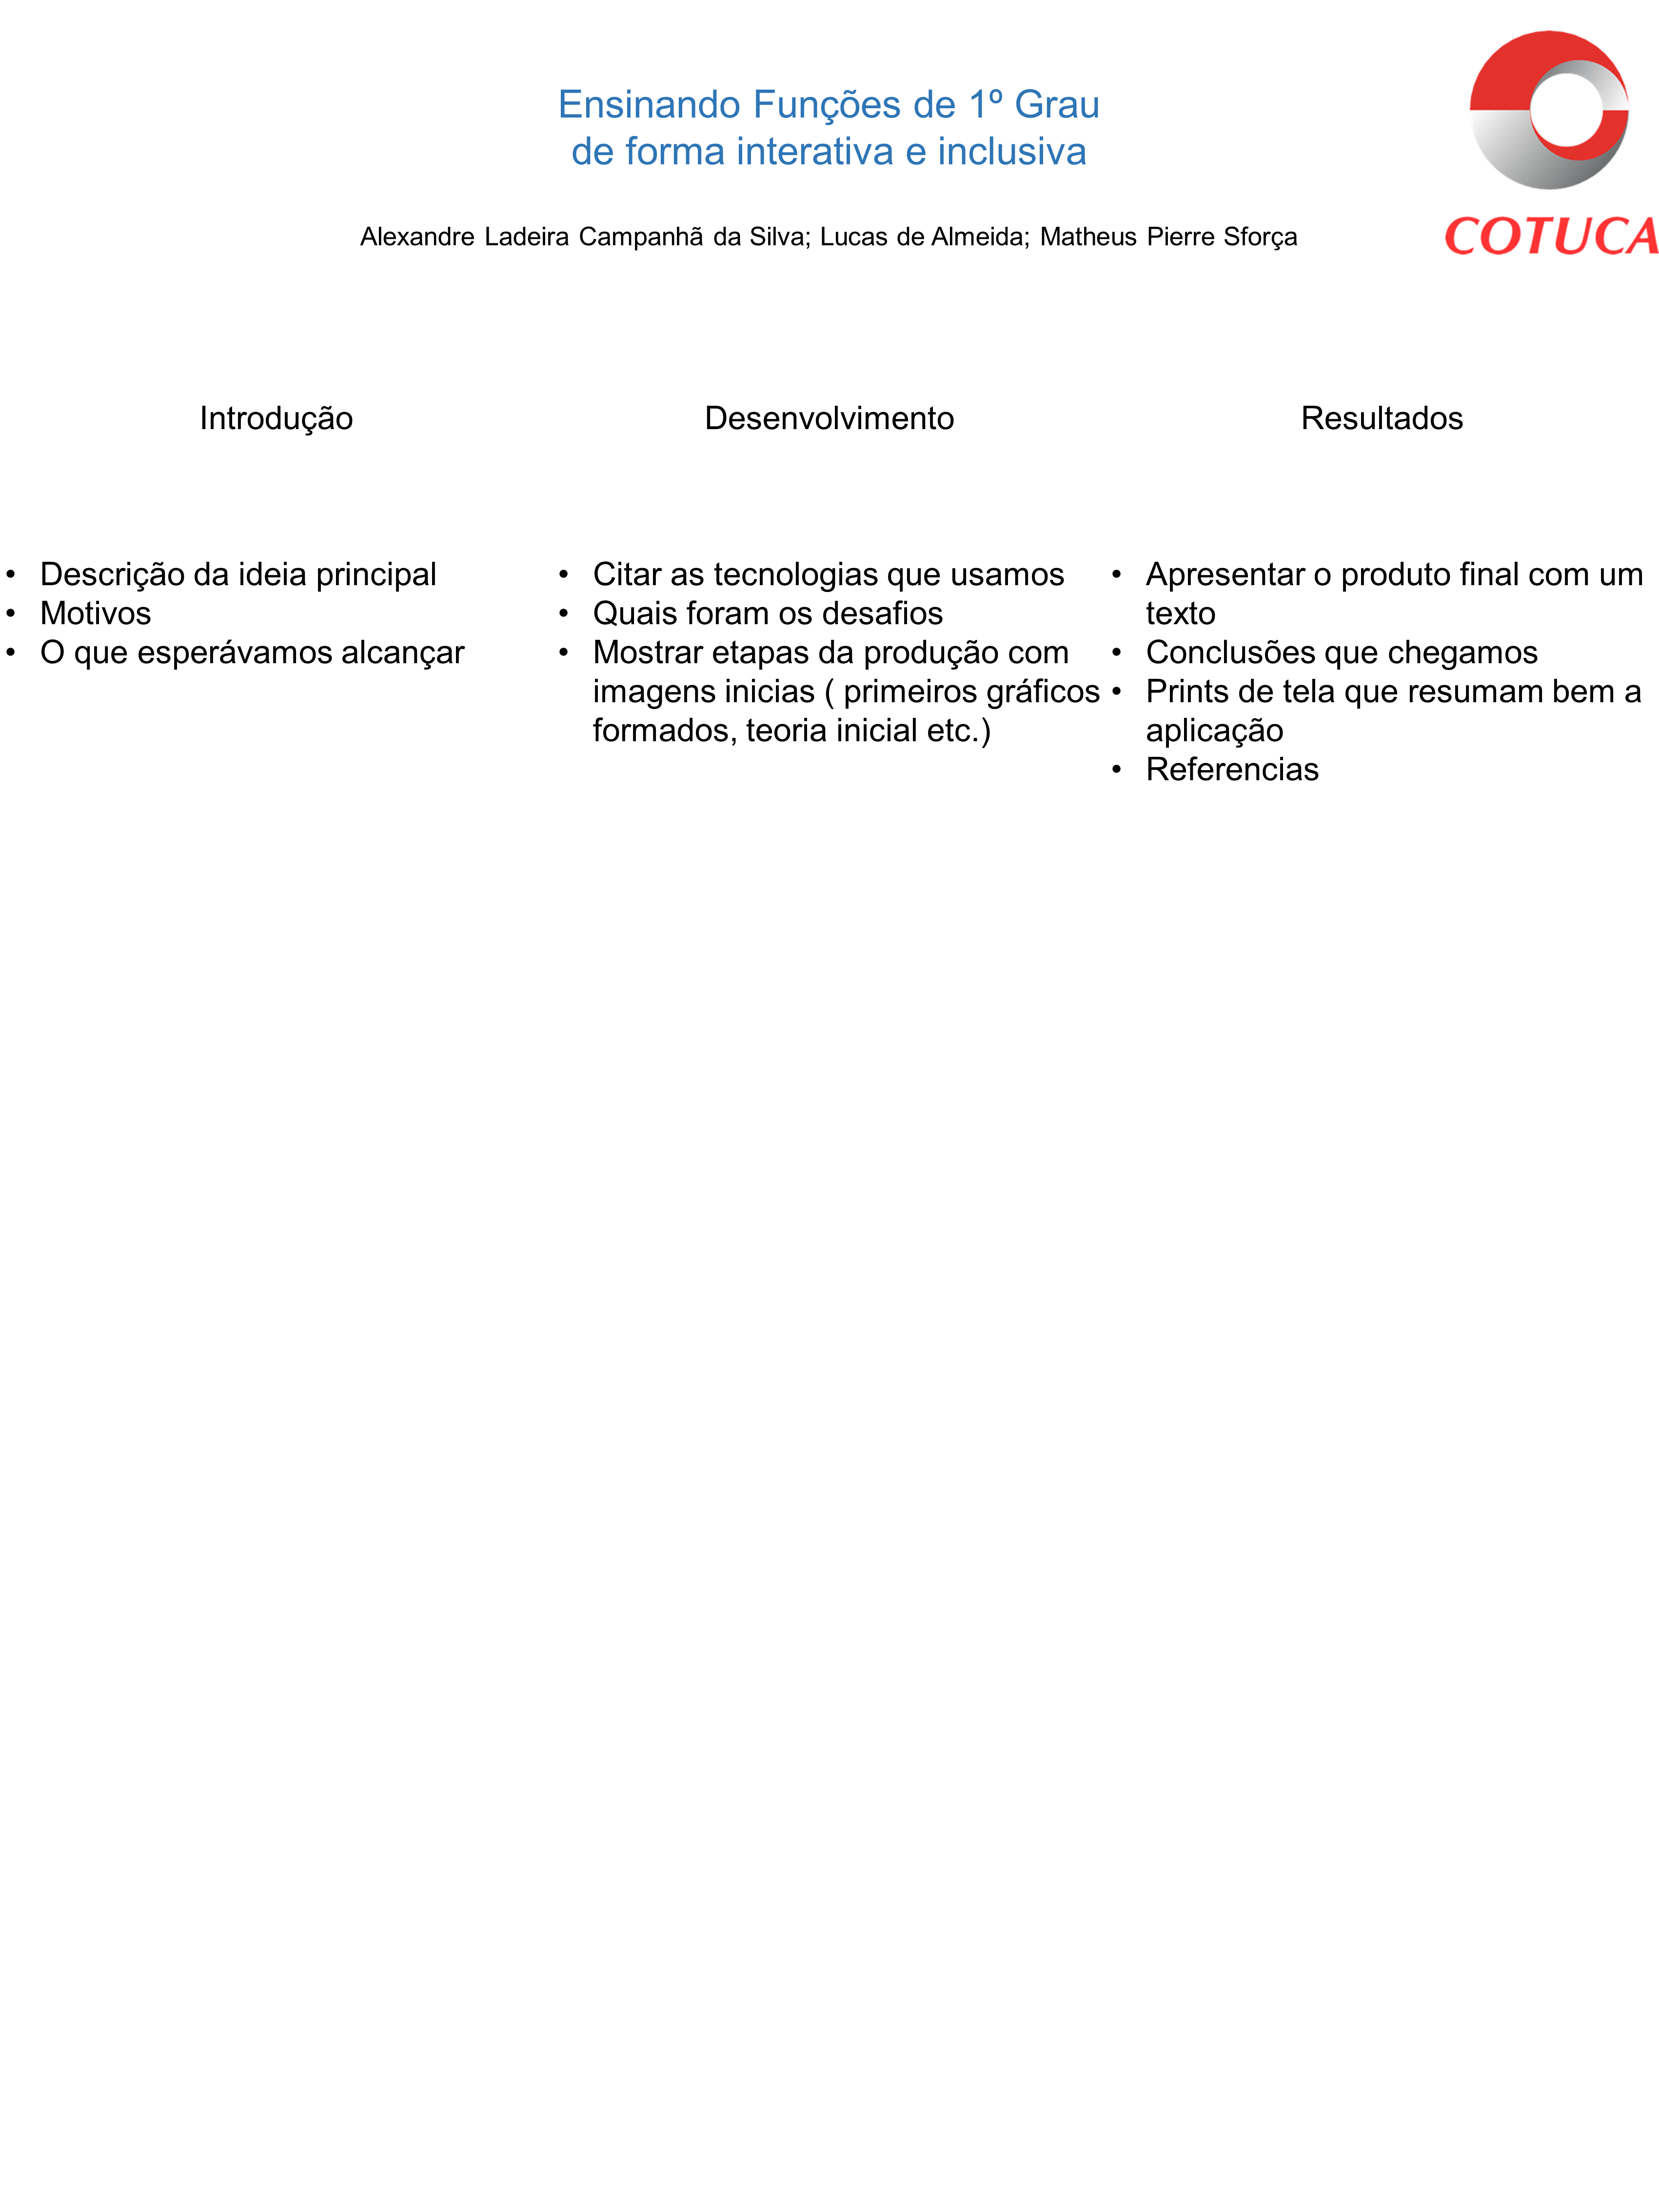 Ensinando Funções de 1º Grau
de forma interativa e inclusiva
COTUCA
Alexandre Ladeira Campanhã da Silva; Lucas de Almeida; Matheus Pierre Sforça
Introdução
• Descrição da ideia principal
• Motivos
• O que esperávamos alcançar
Desenvolvimento
• Citar as tecnologias que usamos
• Quais foram os desafios
• Mostrar etapas da produção com
imagens inicias ( primeiros gráficos
formados, teoria inicial etc.)
Resultados
• Apresentar o produto final com um
texto
• Conclusões que chegamos
• Prints de tela que resumam bem a
aplicação
• Referencias